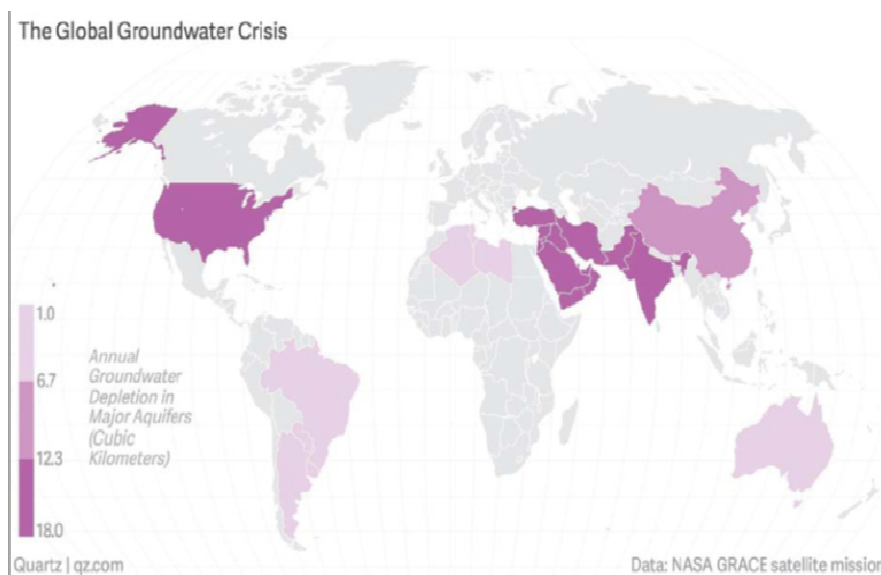 The Global Groundwater Crisis
1.0
6.7
12.3
18.0
Annual
Groundwater
Depletion in
Major Aquifers
(Cubic
Kilometers)
Quartz | qz.com
Data: NASA GRACE satellite mission